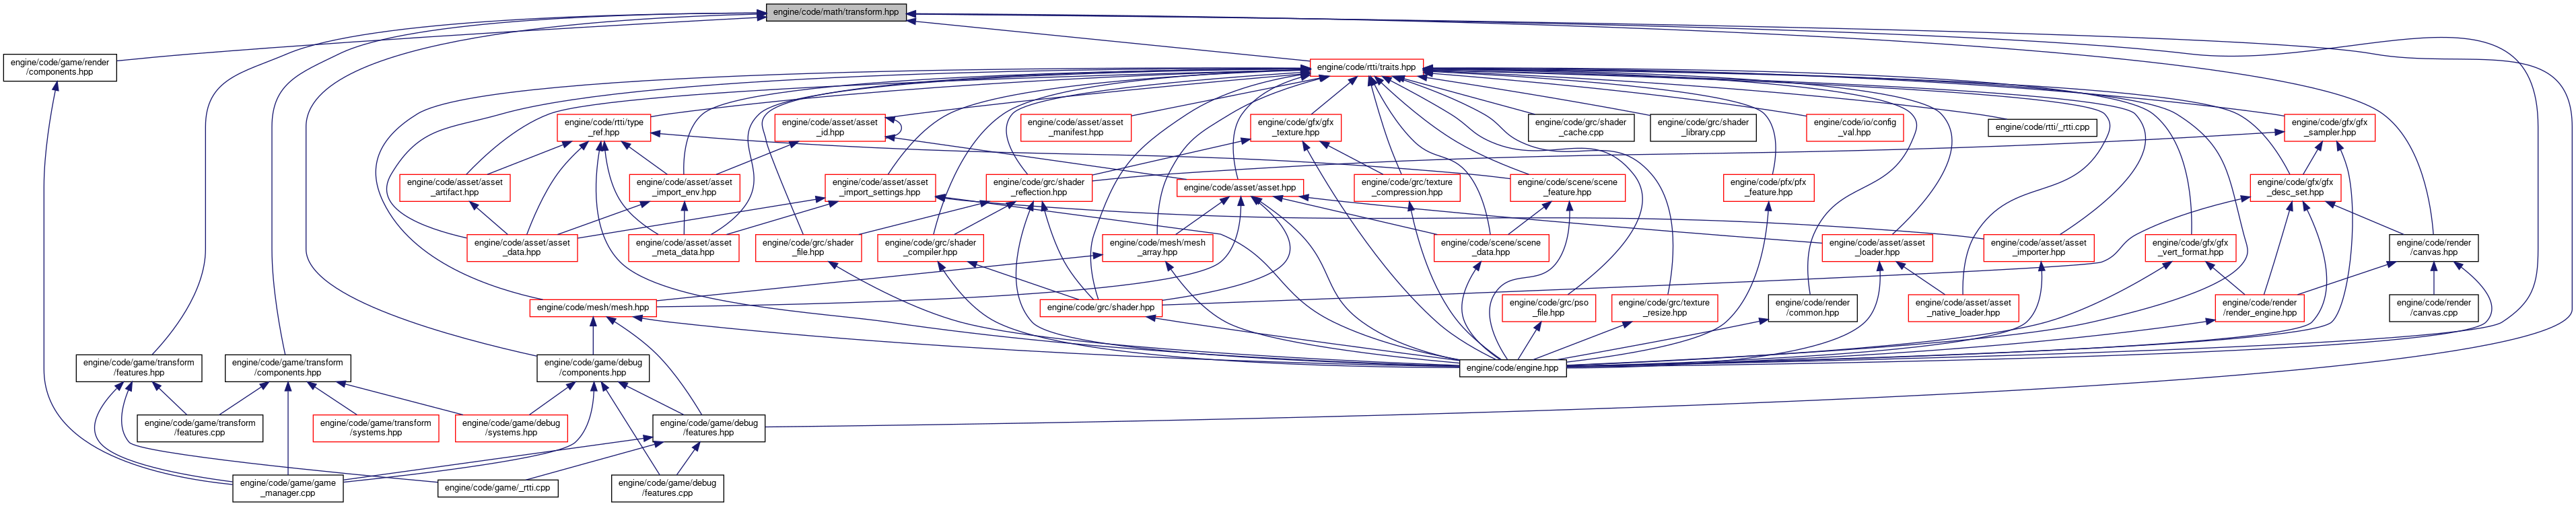 engine/code/math/transform.hpp
engine/code/game/render
/components.hpp
engine/code/rtti/traits.hpp
engine/code/rtti/type
_ref.hpp
engine/code/asset/asset
_id.hpp
engine/code/asset/asset
_manifest.hpp
engine/code/gfx/gfx
_texture.hpp
engine/code/grc/shader
_cache.cpp
engine/code/grc/shader
_library.cpp
engine/code/io/config
_val.hpp
engine/code/rtti/_rtti.cpp
engine/code/gfx/gfx
_sampler.hpp
engine/code/asset/asset
_artifact.hpp
engine/code/asset/asset
_import_env.hpp
engine/code/asset/asset
_import_settings.hpp
engine/code/grc/shader
_reflection.hpp
engine/code/asset/asset.hpp
engine/code/grc/texture
_compression.hpp
engine/code/scene/scene
_feature.hpp
engine/code/pfx/pfx
_feature.hpp
engine/code/gfx/gfx
_desc_set.hpp
engine/code/asset/asset
_data.hpp
engine/code/asset/asset
_meta_data.hpp
engine/code/grc/shader
_file.hpp
engine/code/grc/shader
_compiler.hpp
engine/code/mesh/mesh
_array.hpp
engine/code/scene/scene
_data.hpp
engine/code/asset/asset
_loader.hpp
engine/code/asset/asset
_importer.hpp
engine/code/gfx/gfx
_vert_format.hpp
engine/code/render
/canvas.hpp
engine/code/mesh/mesh.hpp
engine/code/grc/shader.hpp
engine/code/grc/pso
_file.hpp
engine/code/grc/texture
_resize.hpp
engine/code/render
/common.hpp
engine/code/asset/asset
_native_loader.hpp
engine/code/render
/render_engine.hpp
engine/code/render
/canvas.cpp
engine/code/game/transform
/features.hpp
engine/code/game/transform
/components.hpp
engine/code/game/debug
/components.hpp
engine/code/engine.hpp
engine/code/game/transform
/features.cpp
engine/code/game/transform
/systems.hpp
engine/code/game/debug
/systems.hpp
engine/code/game/debug
/features.hpp
engine/code/game/game
_manager.cpp
engine/code/game/_rtti.cpp
engine/code/game/debug
/features.cpp